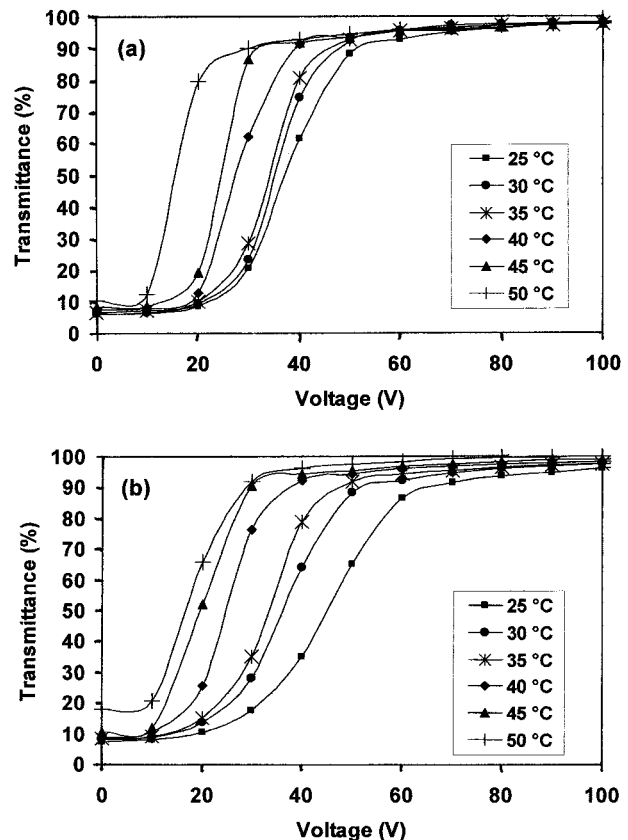 (a)
Transmittance (%)
100
90
80
70
60
50
40
30
20
10
0
25 °C
30 °C
35 °C
40 °C
45 °C
50 °C
0 20 40 60 80 100
Voltage (V)
(b)
Transmittance (%)
100
90
80
70
60
50
40
30
20
10
0
25 °C
30 °C
35 °C
40 °C
45 °C
50 °C
0 20 40 60 80 100
Voltage (V)